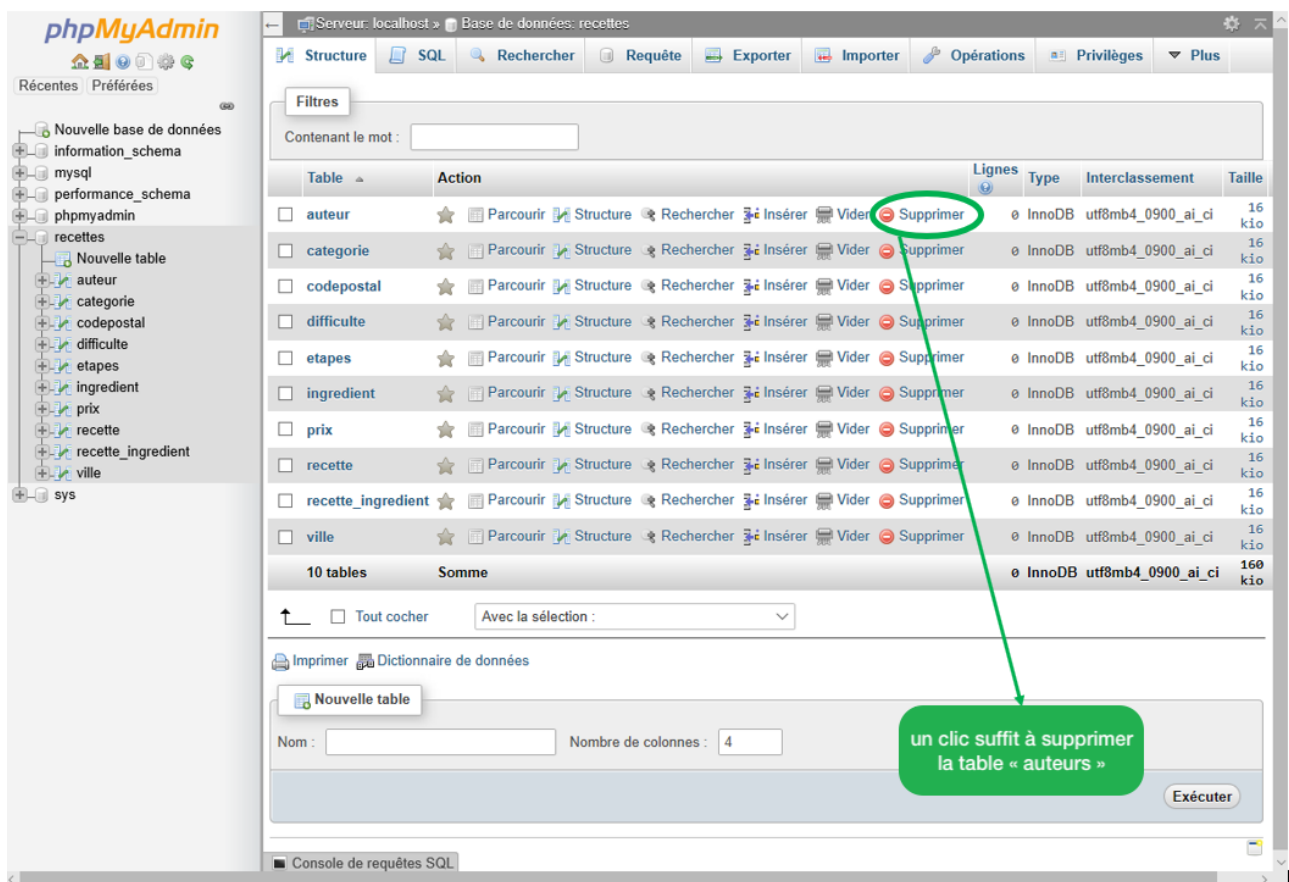 phpMyAdmin
Récentes Préférées
Nouvelle base de données
information_schema
mysql
performance_schema
phpmyadmin
recettes
Nouvelle table
auteur
categorie
codepostal
difficulte
etapes
ingredient
prix
recette
recette_ingredient
ville
sys
Serveur: localhost » Base de données: recettes
Structure SQL Rechercher Requête Exporter Importer Opérations Privilèges Plus
Filtres
Contenant le mot :
Table Action Lignes Type Interclassement Taille
auteur Parcourir Structure Rechercher Insérer Vider Supprimer 0 InnoDB utf8mb4_0900_ai_ci 16 kio
categorie Parcourir Structure Rechercher Insérer Vider Supprimer 0 InnoDB utf8mb4_0900_ai_ci 16 kio
codepostal Parcourir Structure Rechercher Insérer Vider Supprimer 0 InnoDB utf8mb4_0900_ai_ci 16 kio
difficulte Parcourir Structure Rechercher Insérer Vider Supprimer 0 InnoDB utf8mb4_0900_ai_ci 16 kio
etapes Parcourir Structure Rechercher Insérer Vider Supprimer 0 InnoDB utf8mb4_0900_ai_ci 16 kio
ingredient Parcourir Structure Rechercher Insérer Vider Supprimer 0 InnoDB utf8mb4_0900_ai_ci 16 kio
prix Parcourir Structure Rechercher Insérer Vider Supprimer 0 InnoDB utf8mb4_0900_ai_ci 16 kio
recette Parcourir Structure Rechercher Insérer Vider Supprimer 0 InnoDB utf8mb4_0900_ai_ci 16 kio
recette_ingredient Parcourir Structure Rechercher Insérer Vider Supprimer 0 InnoDB utf8mb4_0900_ai_ci 16 kio
ville Parcourir Structure Rechercher Insérer Vider Supprimer 0 InnoDB utf8mb4_0900_ai_ci 16 kio
10 tables Somme 0 InnoDB utf8mb4_0900_ai_ci 160 kio
Tout cocher Avec la sélection :
Imprimer Dictionnaire de données
Nouvelle table
Nom : Nombre de colonnes : 4
un clic suffit à supprimer
la table « auteurs »
Exécuter
Console de requêtes SQL